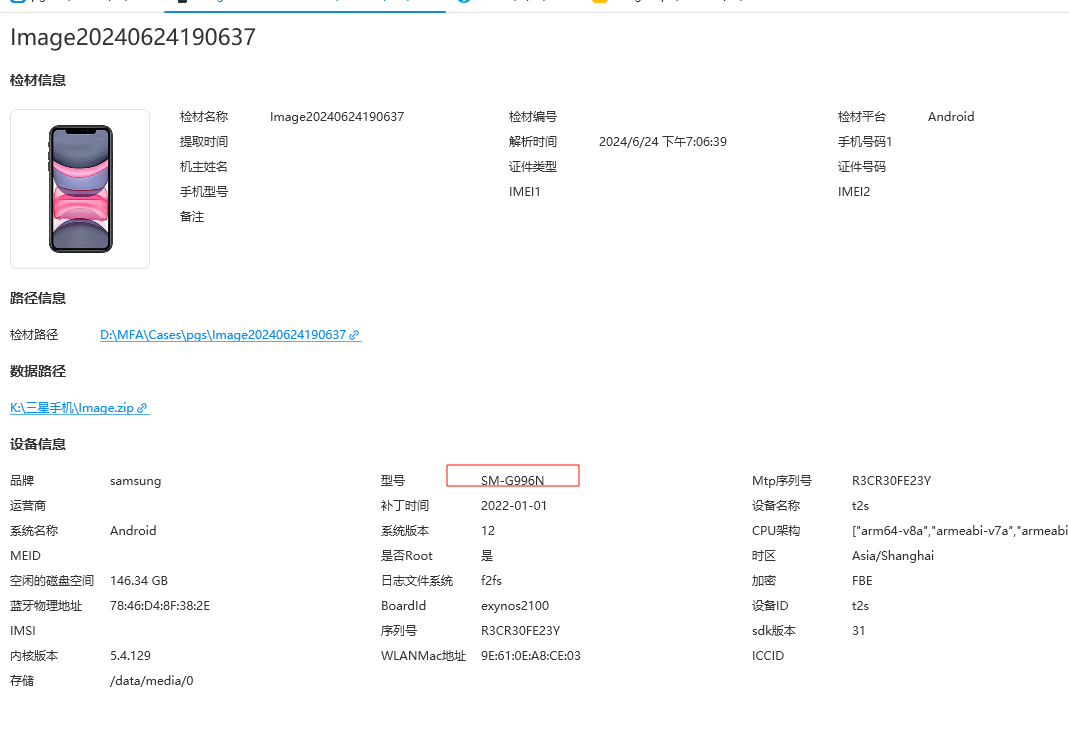 Image20240624190637
检材信息
检材名称 Image20240624190637 检材编号 检材平台 Android
提取时间 解析时间 2024/6/24 下午7:06:39 手机号码1
机主姓名 证件类型 证件号码
手机型号 IMEI1 IMEI2
备注
路径信息
检材路径 D:\MFA\Cases\pgs\Image20240624190637
数据路径
K:\三星手机\Image.zip
设备信息
品牌 samsung 型号 SM-G996N Mtp序列号 R3CR30FE23Y
运营商 补丁时间 2022-01-01 设备名称 t2s
系统名称 Android 系统版本 12 CPU架构 ["arm64-v8a","armeabi-v7a","armeabi
MEID 是否Root 是 时区 Asia/Shanghai
空闲的磁盘空间 146.34 GB 日志文件系统 f2fs 加密 FBE
蓝牙物理地址 78:46:D4:8F:38:2E BoardId exynos2100 设备ID t2s
IMSI 序列号 R3CR30FE23Y sdk版本 31
内核版本 5.4.129 WLANMac地址 9E:61:0E:A8:CE:03 ICCID
存储 /data/media/0